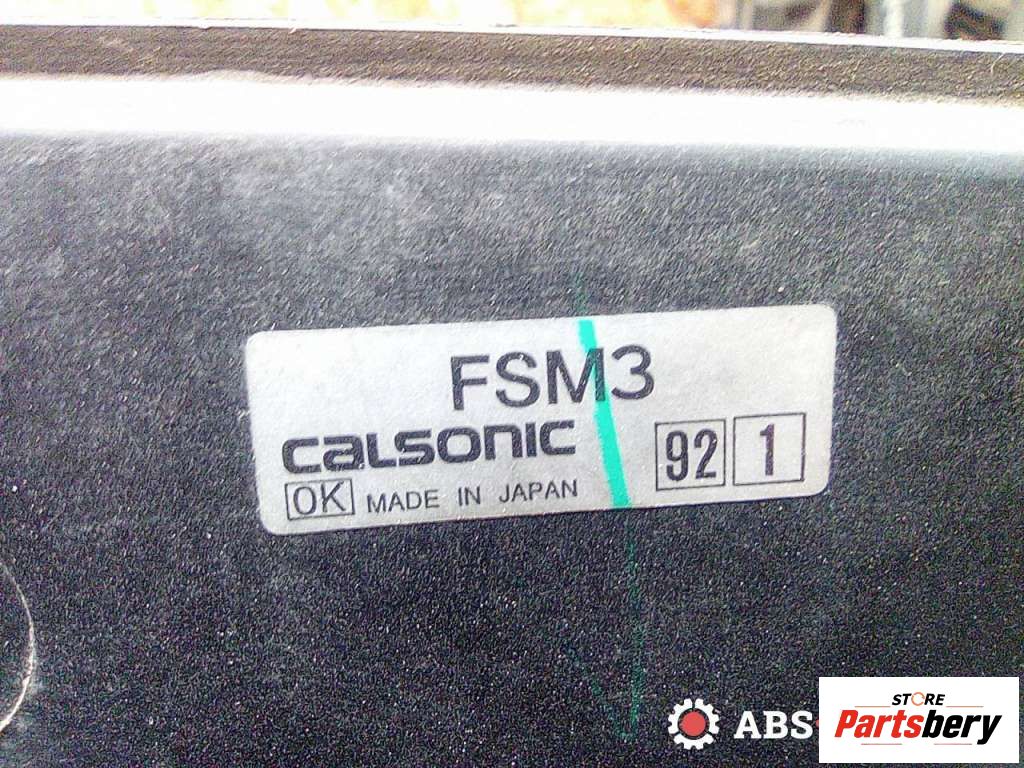 FSM3
CALSONIC
92 1
OK MADE IN JAPAN
STORE
ABS- Partsbery